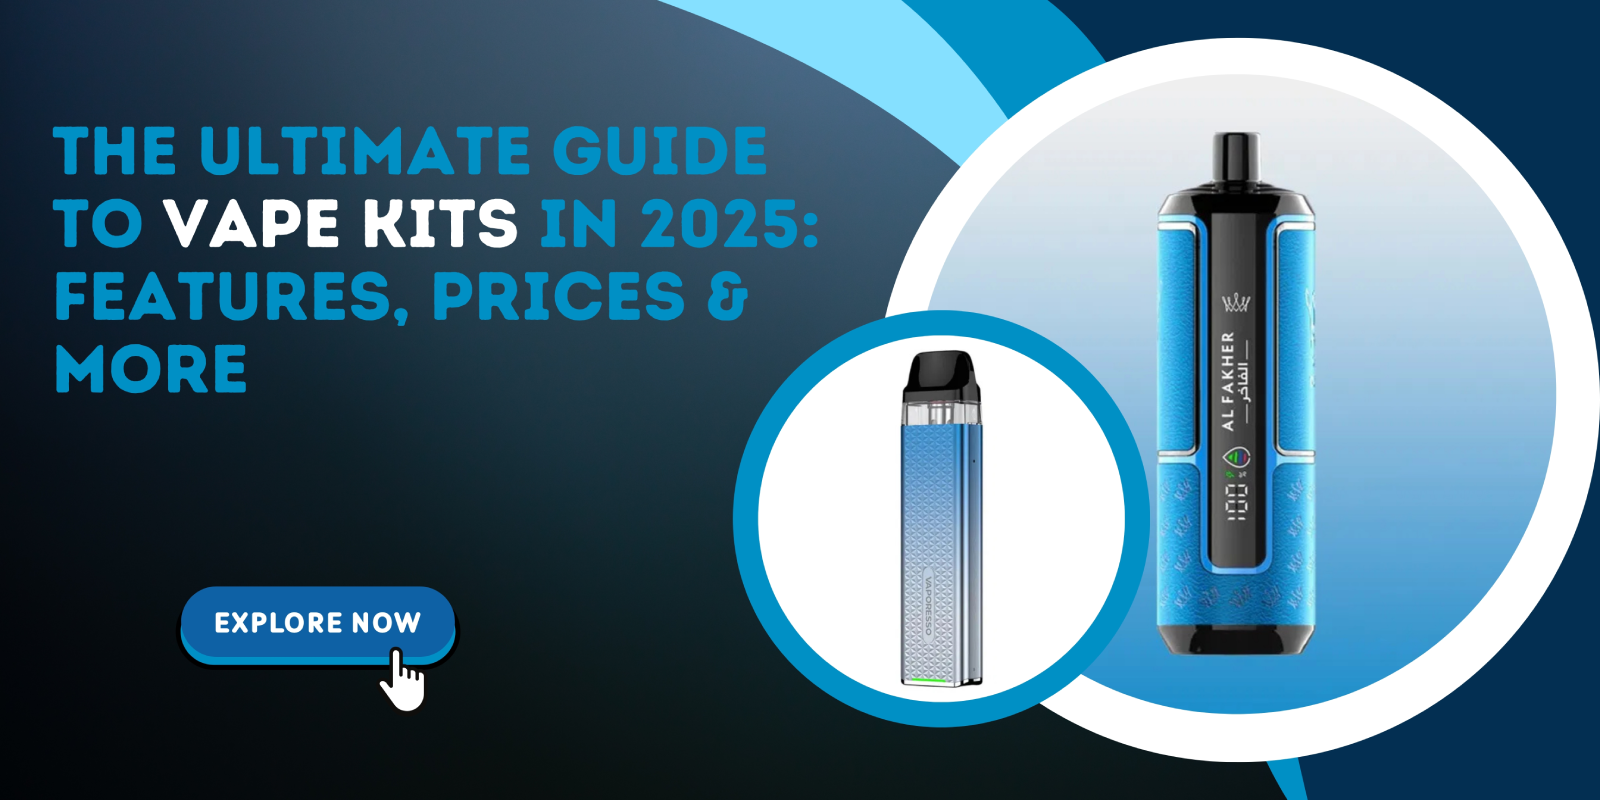 THE ULTIMATE GUIDE
TO VAPE KITS IN 2025:
FEATURES, PRICES &
MORE
EXPLORE NOW
VAPORESSO
AL FAKHER
الفاخر
100
%